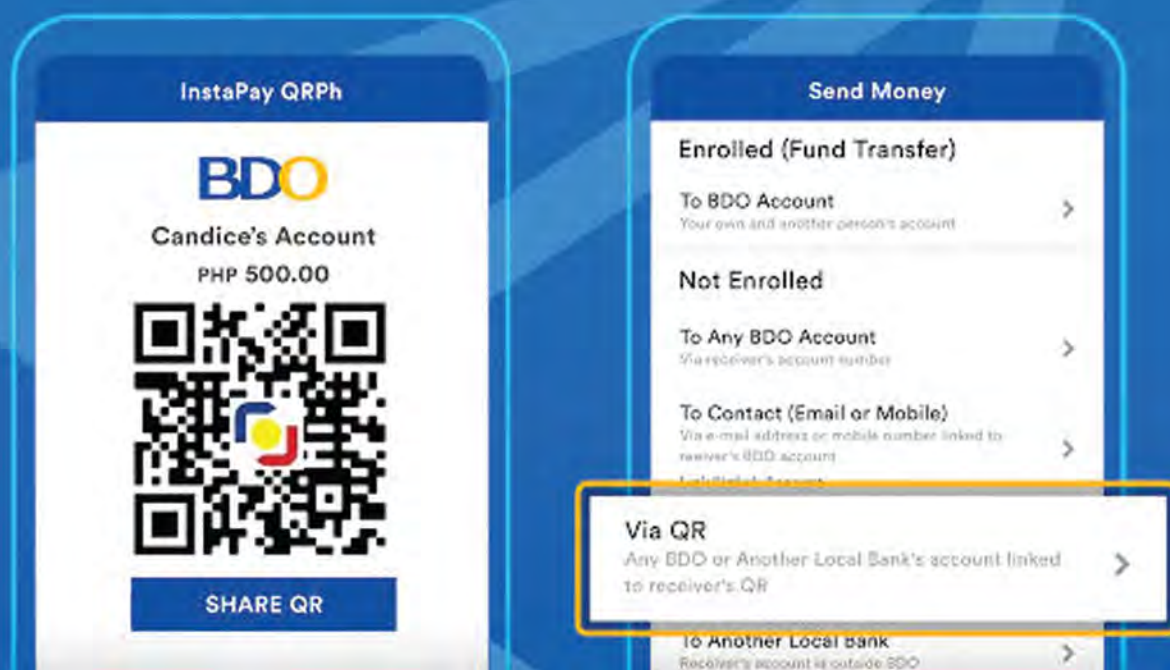 InstaPay QRPh
BDO
Candice's Account
PHP 500.00
SHARE QR
Send Money
Enrolled (Fund Transfer)
To BDO Account
Your own and another person's account
Not Enrolled
To Any BDO Account
Via receiver's account number
To Contact (Email or Mobile)
Via e-mail address or mobile number linked to
receiver's BDO account
Via QR
Any BDO or Another Local Bank's account linked
to receiver's QR
To Another Local Bank
Receiver's account is outside BDO